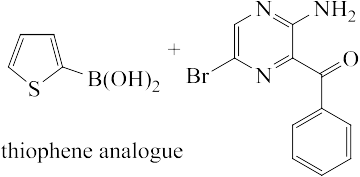 N NH₂
+
S B(OH)₂ Br N O
thiophene analogue